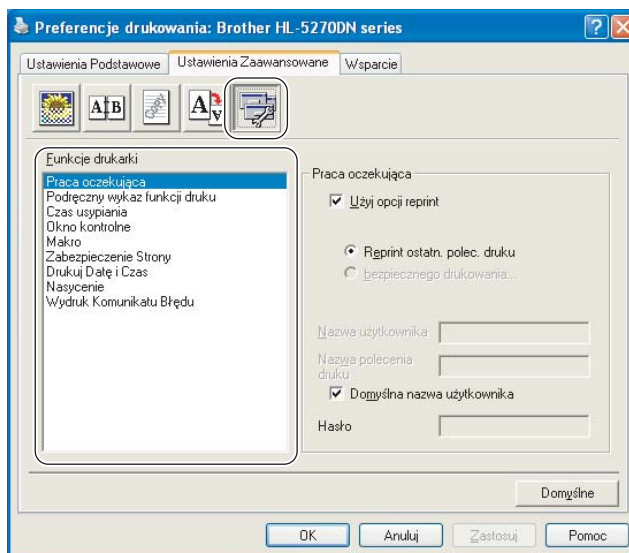 Preferencje drukowania: Brother HL-5270DN series
Ustawienia Podstawowe
Ustawienia Zaawansowane
Wsparcie
Funkcje drukarki
Praca oczekująca
Podręczny wykaz funkcji druku
Czas usypiania
Okno kontrolne
Makro
Zabezpieczenie Strony
Drukuj Datę i Czas
Nasycenie
Wydruk Komunikatu Błędu
Praca oczekująca
Użyj opcji reprint
Reprint ostatn. polec. druku
bezpiecznego drukowania...
Nazwa użytkownika
Nazwa polecenia
druku
Domyślna nazwa użytkownika
Hasło
Domyślne
OK
Anuluj
Zastosuj
Pomoc